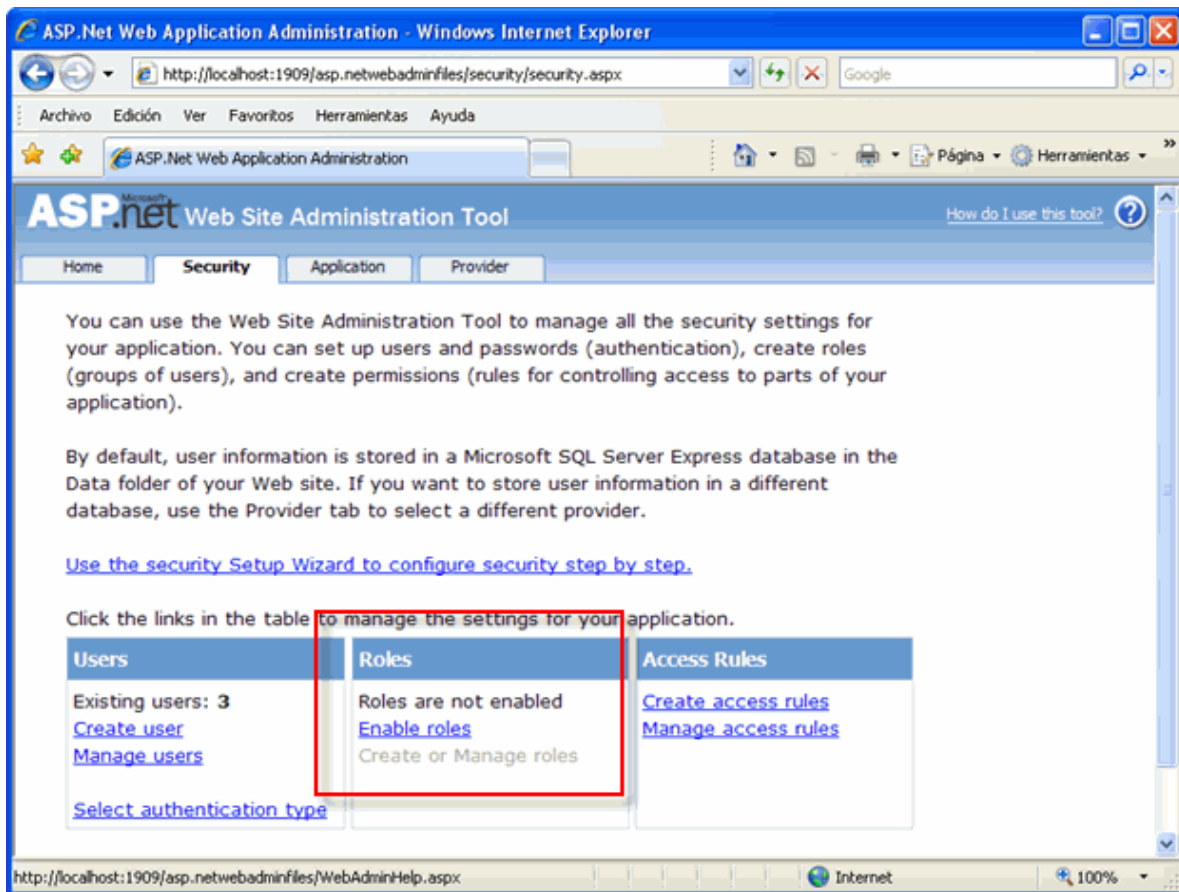 ASP.Net Web Application Administration - Windows Internet Explorer
http://localhost:1909/asp.netwebadminfiles/security/security.aspx
Google
Archivo Edición Ver Favoritos Herramientas Ayuda
ASP.Net Web Application Administration
Página
Herramientas
»
Microsoft
ASP.net Web Site Administration Tool
How do I use this tool? ?
Home Security Application Provider
You can use the Web Site Administration Tool to manage all the security settings for
your application. You can set up users and passwords (authentication), create roles
(groups of users), and create permissions (rules for controlling access to parts of your
application).
By default, user information is stored in a Microsoft SQL Server Express database in the
Data folder of your Web site. If you want to store user information in a different
database, use the Provider tab to select a different provider.
Use the security Setup Wizard to configure security step by step.
Click the links in the table to manage the settings for your application.
Users
Existing users: 3
Create user
Manage users
Select authentication type
Roles
Roles are not enabled
Enable roles
Create or Manage roles
Access Rules
Create access rules
Manage access rules
http://localhost:1909/asp.netwebadminfiles/WebAdminHelp.aspx
Internet
100%